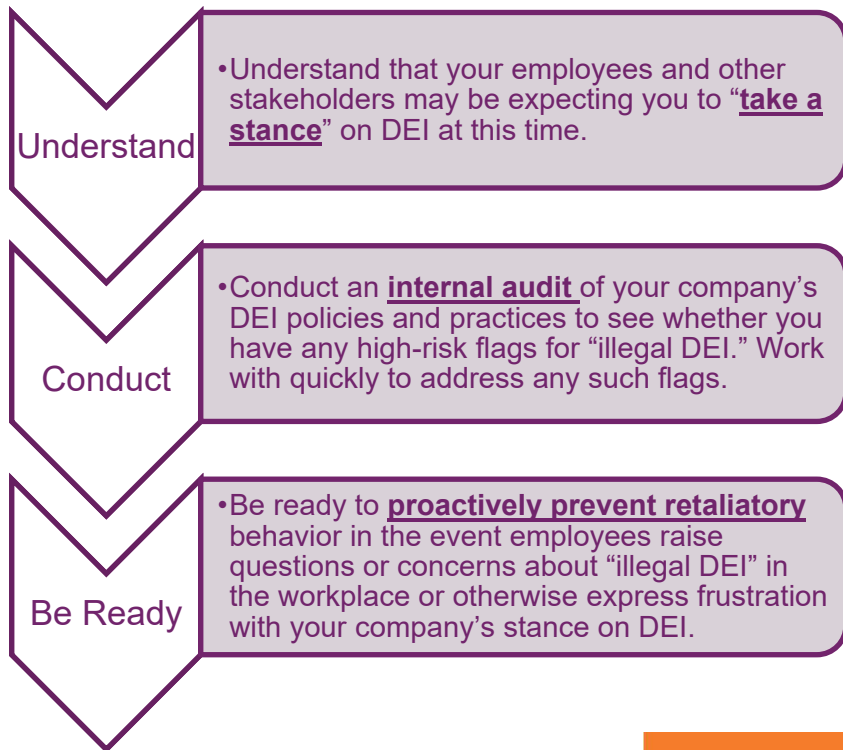 Understand
•Understand that your employees and other
stakeholders may be expecting you to “take a
stance” on DEI at this time.
Conduct
•Conduct an internal audit of your company’s
DEI policies and practices to see whether you
have any high-risk flags for “illegal DEI.” Work
with quickly to address any such flags.
Be Ready
•Be ready to proactively prevent retaliatory
behavior in the event employees raise
questions or concerns about “illegal DEI” in
the workplace or otherwise express frustration
with your company’s stance on DEI.